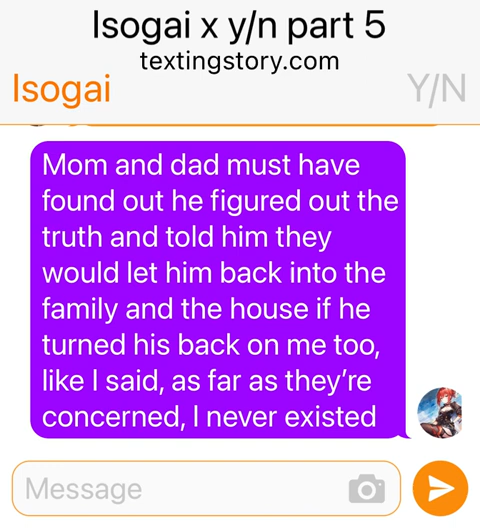 Isogai x y/n part 5
textingstory.com
Isogai Y/N
Mom and dad must have
found out he figured out the
truth and told him they
would let him back into the
family and the house if he
turned his back on me too,
like I said, as far as they’re
concerned, I never existed
Message